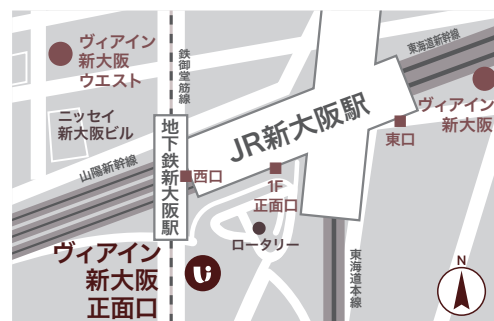 ヴィアイン
新大阪
ウエスト
鉄御堂筋線
東海道新幹線
ヴィアイン
新大阪
ニッセイ
新大阪ビル
JR新大阪駅
東口
地下鉄新大阪駅
山陽新幹線
西口
1F
正面口
ロータリー
ヴィアイン
新大阪
正面口
Ui
東海道本線
N